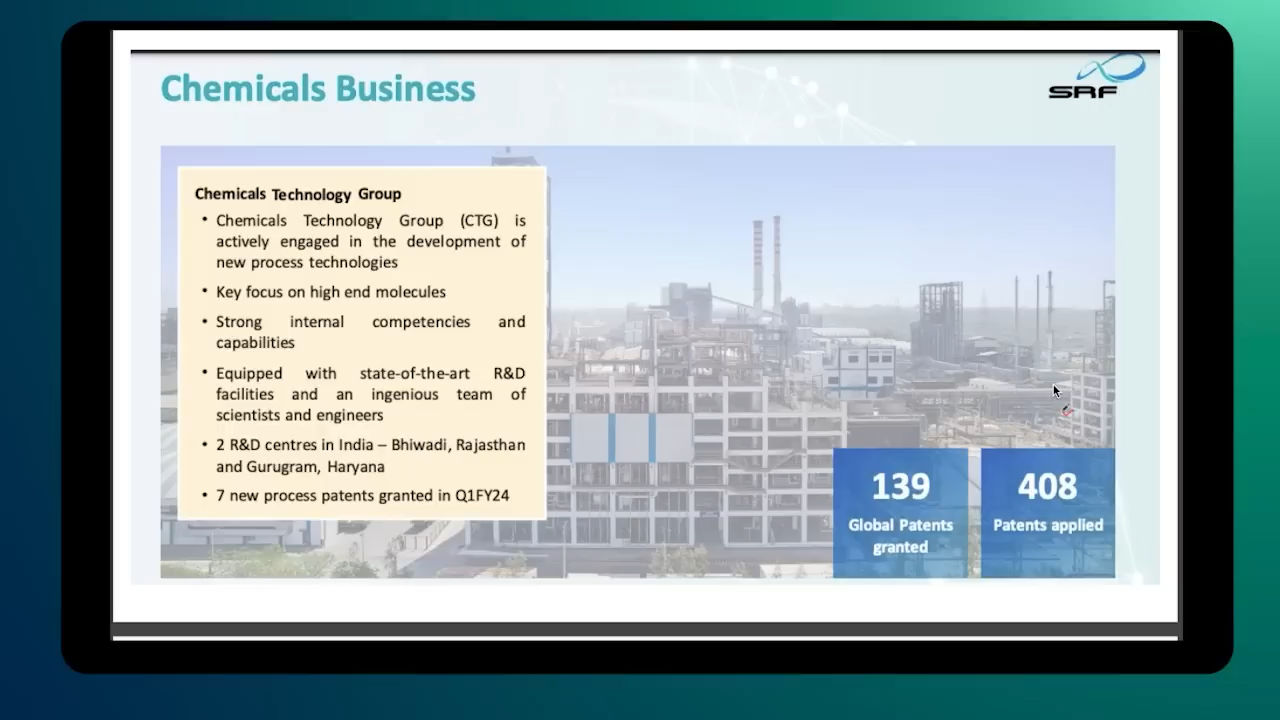 Chemicals Business
SRF
Chemicals Technology Group
• Chemicals Technology Group (CTG) is
actively engaged in the development of
new process technologies
• Key focus on high end molecules
• Strong internal competencies and
capabilities
• Equipped with state-of-the-art R&D
facilities and an ingenious team of
scientists and engineers
• 2 R&D centres in India – Bhiwadi, Rajasthan
and Gurugram, Haryana
• 7 new process patents granted in Q1FY24
139
Global Patents
granted
408
Patents applied